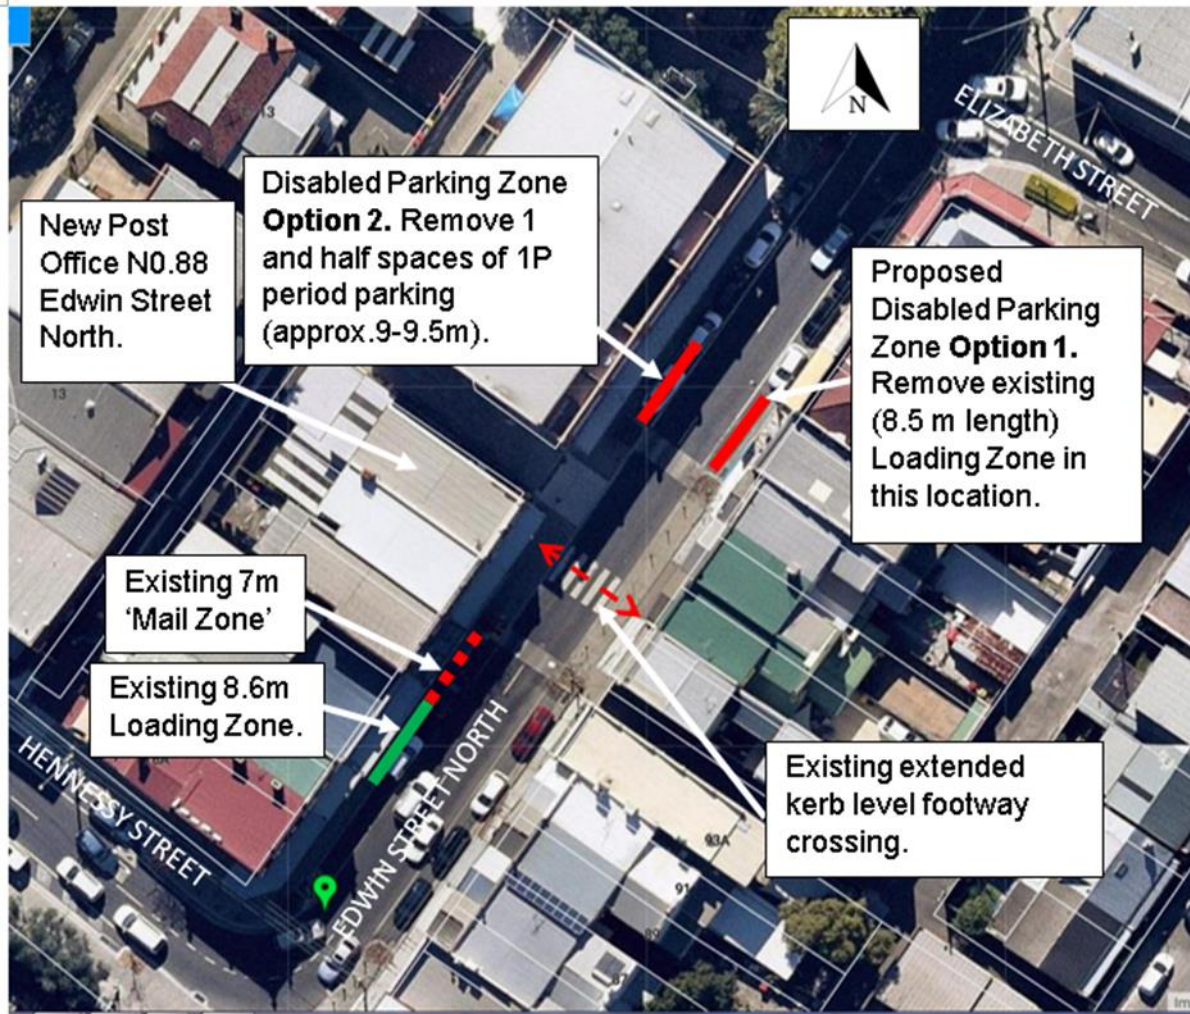 N
ELIZABETH STREET
Disabled Parking Zone
Option 2. Remove 1
and half spaces of 1P
period parking
(approx.9-9.5m).
New Post
Office N0.88
Edwin Street
North.
Proposed
Disabled Parking
Zone Option 1.
Remove existing
(8.5 m length)
Loading Zone in
this location.
13
13
Existing 7m
‘Mail Zone’
Existing 8.6m
Loading Zone.
HENNESSY STREET
EDWIN STREET NORTH
Existing extended
kerb level footway
crossing.
93A
91
89
Im